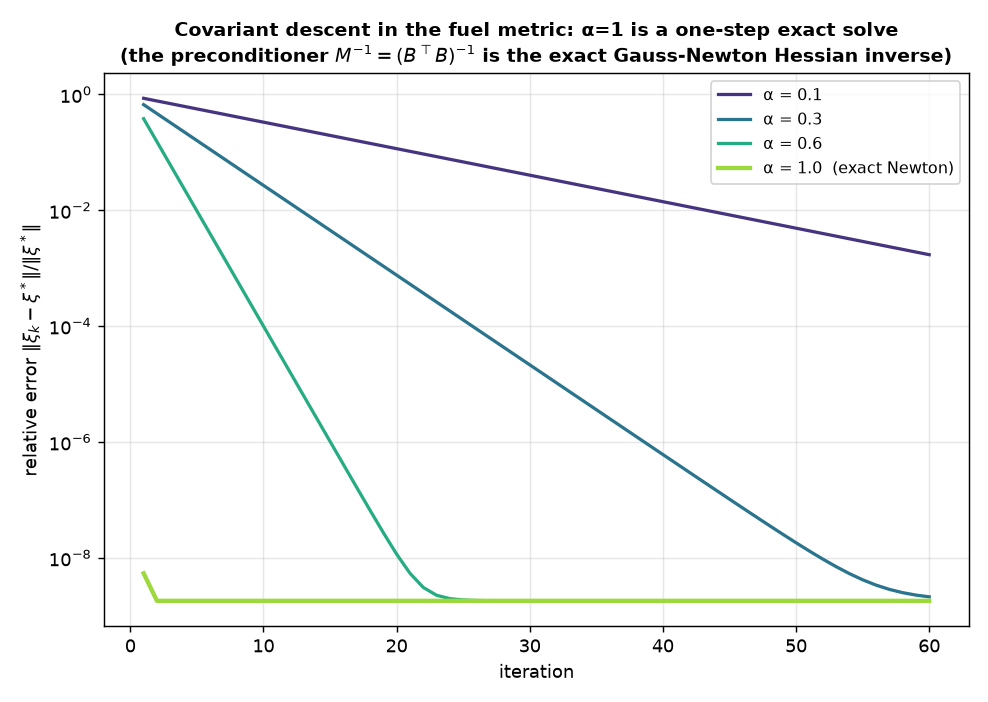 Covariant descent in the fuel metric: α=1 is a one-step exact solve
(the preconditioner M⁻¹ = (B⊤B)⁻¹ is the exact Gauss-Newton Hessian inverse)
α = 0.1
α = 0.3
α = 0.6
α = 1.0 (exact Newton)
relative error ‖ξₖ − ξ*‖/‖ξ*‖
10⁰
10⁻²
10⁻⁴
10⁻⁶
10⁻⁸
0 10 20 30 40 50 60
iteration